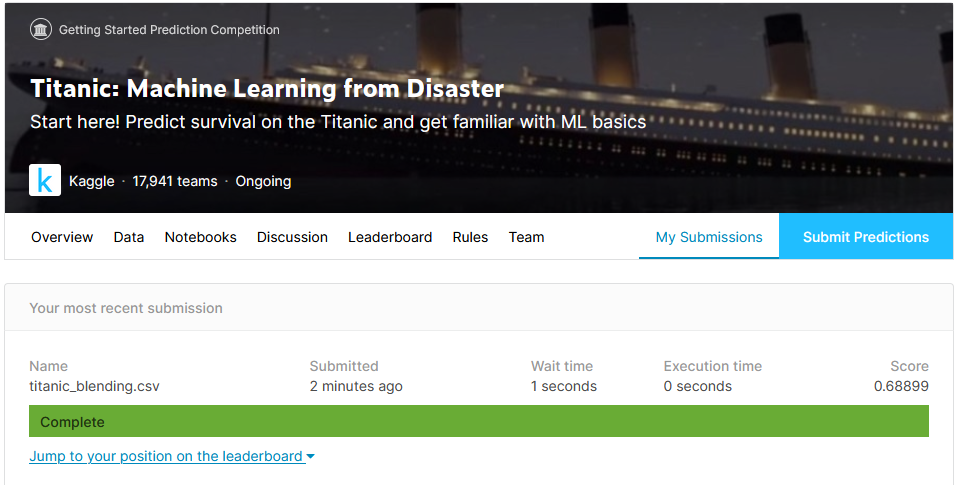 Getting Started Prediction Competition
Titanic: Machine Learning from Disaster
Start here! Predict survival on the Titanic and get familiar with ML basics
k Kaggle · 17,941 teams · Ongoing
Overview Data Notebooks Discussion Leaderboard Rules Team My Submissions Submit Predictions
Your most recent submission
Name Submitted Wait time Execution time Score
titanic_blending.csv 2 minutes ago 1 seconds 0 seconds 0.68899
Complete
Jump to your position on the leaderboard